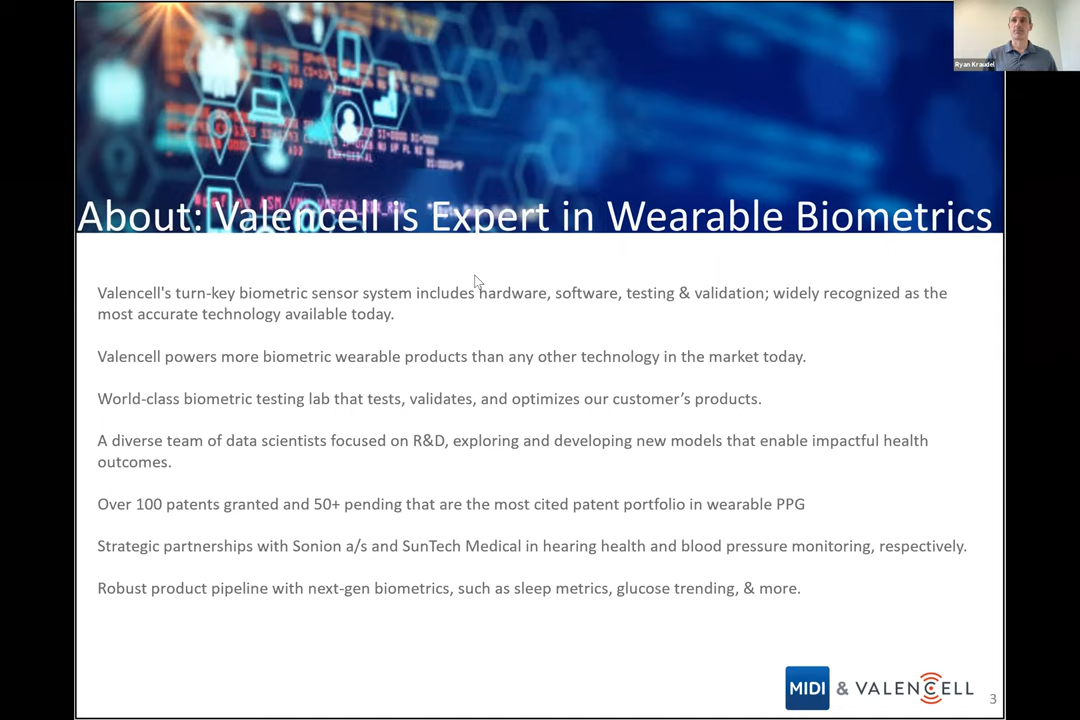 Ryan Kraudel
About: Valencell is Expert in Wearable Biometrics
Valencell's turn-key biometric sensor system includes hardware, software, testing & validation; widely recognized as the
most accurate technology available today.
Valencell powers more biometric wearable products than any other technology in the market today.
World-class biometric testing lab that tests, validates, and optimizes our customer’s products.
A diverse team of data scientists focused on R&D, exploring and developing new models that enable impactful health
outcomes.
Over 100 patents granted and 50+ pending that are the most cited patent portfolio in wearable PPG
Strategic partnerships with Sonion a/s and SunTech Medical in hearing health and blood pressure monitoring, respectively.
Robust product pipeline with next-gen biometrics, such as sleep metrics, glucose trending, & more.
MIDI & VALENCELL
3